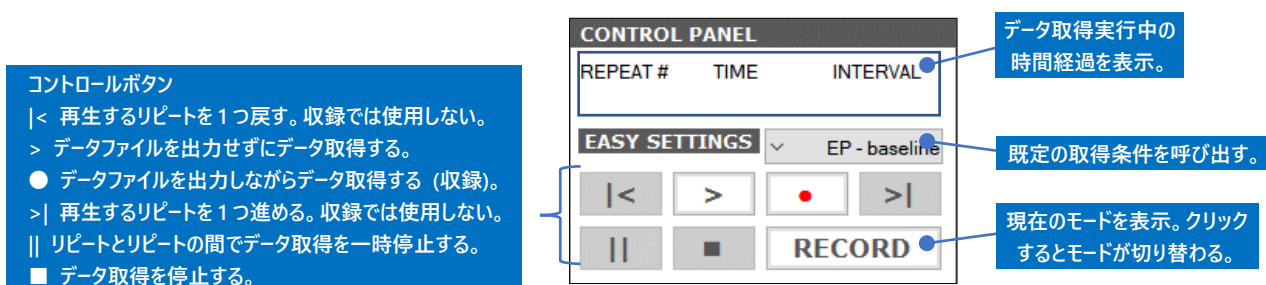 コントロールボタン
|< 再生するリピートを1つ戻す。収録では使用しない。
> データファイルを出力せずにデータ取得する。
● データファイルを出力しながらデータ取得する (収録)。
>| 再生するリピートを1つ進める。収録では使用しない。
|| リピートとリピートの間でデータ取得を一時停止する。
■ データ取得を停止する。
CONTROL PANEL
REPEAT # TIME INTERVAL
EASY SETTINGS EP - baseline
|< > ● >|
|| ■ RECORD
データ取得実行中の
時間経過を表示。
既定の取得条件を呼び出す。
現在のモードを表示。クリック
するとモードが切り替わる。